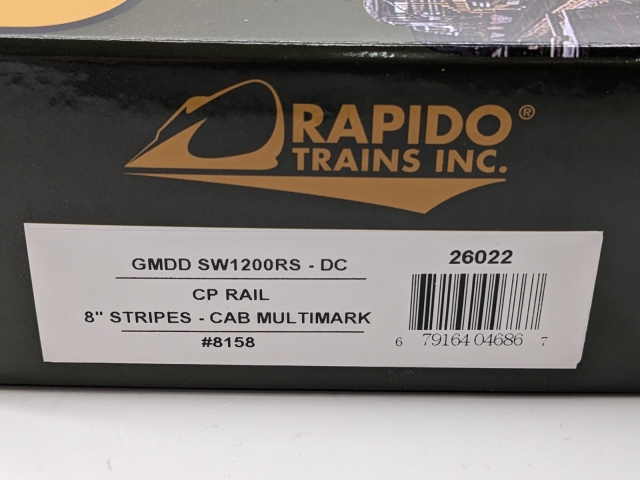 RAPIDO®
TRAINS INC.
GMDD SW1200RS - DC
CP RAIL
8" STRIPES - CAB MULTIMARK
#8158
26022
6 79164 04686 7